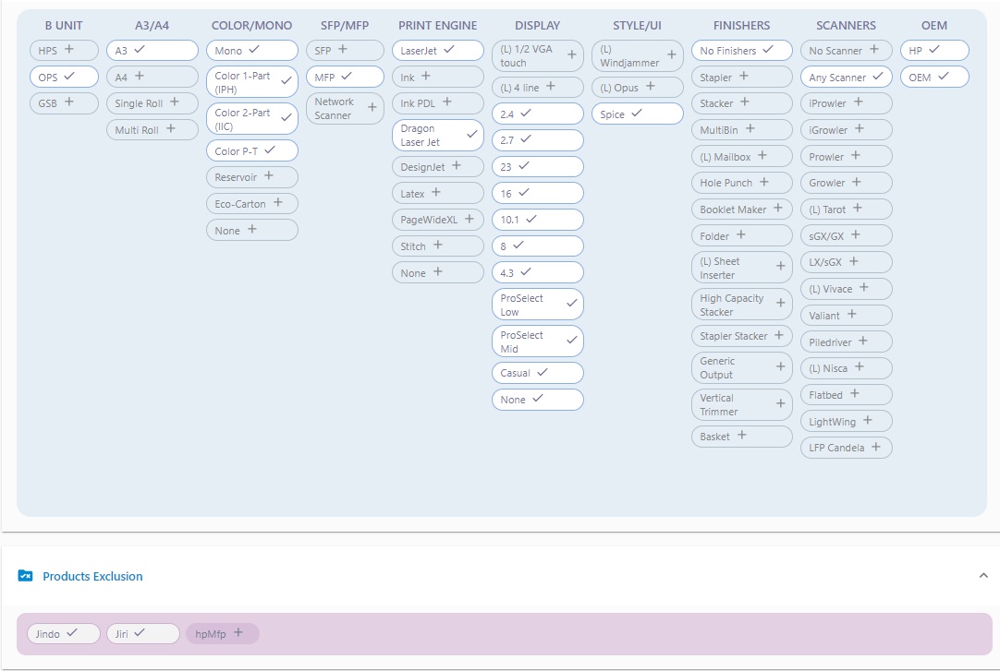 B UNIT
HPS
OPS
GSB
A3/A4
A3
A4
Single Roll
Multi Roll
COLOR/MONO
Mono
Color 1-Part
(IPH)
Color 2-Part
(IIC)
Color P-T
Reservoir
Eco-Carton
None
SFP/MFP
SFP
MFP
Network
Scanner
PRINT ENGINE
LaserJet
Ink
Ink PDL
Dragon
Laser Jet
DesignJet
Latex
PageWideXL
Stitch
None
DISPLAY
(L) 1/2 VGA
touch
(L) 4 line
2.4
2.7
23
16
10.1
8
4.3
ProSelect
Low
ProSelect
Mid
Casual
None
STYLE/UI
(L)
Windjammer
(L) Opus
Spice
FINISHERS
No Finishers
Stapler
Stacker
MultiBin
(L) Mailbox
Hole Punch
Booklet Maker
Folder
(L) Sheet
Inserter
High Capacity
Stacker
Stapler Stacker
Generic
Output
Vertical
Trimmer
Basket
SCANNERS
No Scanner
Any Scanner
iProwler
iGrowler
Prowler
Growler
(L) Tarot
sGX/GX
LX/sGX
(L) Vivace
Valiant
Piledriver
(L) Nisca
Flatbed
LightWing
LFP Candela
OEM
HP
OEM
Products Exclusion
Jindo
Jiri
hpMfp